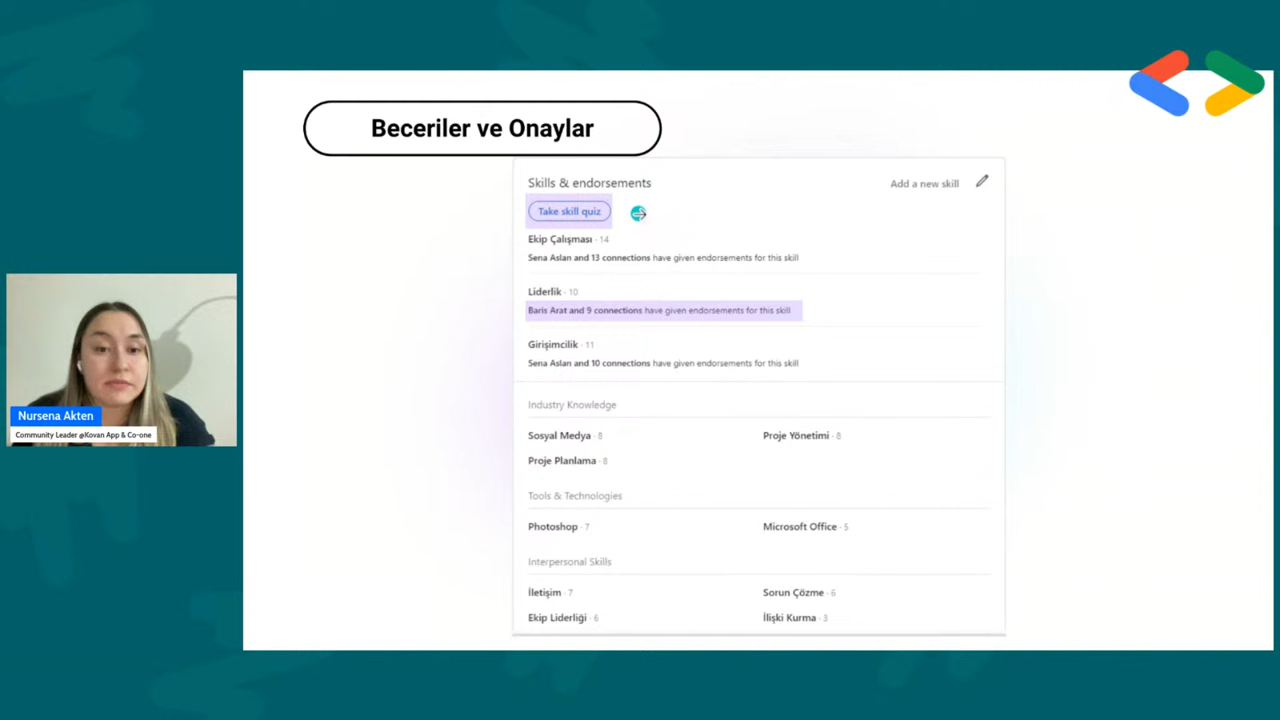 Beceriler ve Onaylar
Skills & endorsements
Add a new skill
Take skill quiz
Ekip Çalışması · 14
Sena Aslan and 13 connections have given endorsements for this skill
Liderlik · 10
Baris Arat and 9 connections have given endorsements for this skill
Girişimcilik · 11
Sena Aslan and 10 connections have given endorsements for this skill
Industry Knowledge
Sosyal Medya · 8
Proje Yönetimi · 8
Proje Planlama · 8
Tools & Technologies
Photoshop · 7
Microsoft Office · 5
Interpersonal Skills
İletişim · 7
Sorun Çözme · 6
Ekip Liderliği · 6
İlişki Kurma · 3
Nursena Akten
Community Leader @Kovan App & Co-one